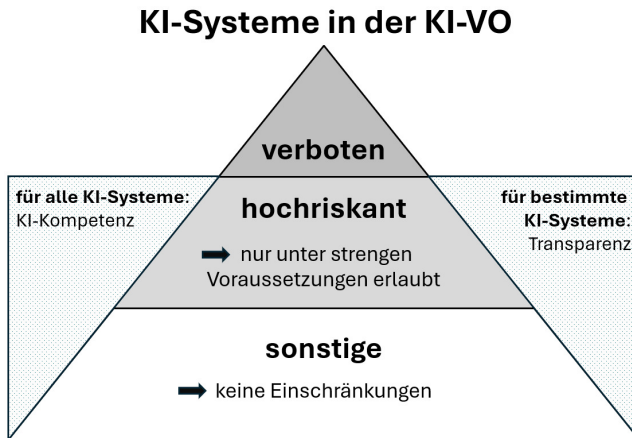 KI-Systeme in der KI-VO
verboten
für alle KI-Systeme:
KI-Kompetenz
hochriskant
nur unter strengen
Voraussetzungen erlaubt
für bestimmte
KI-Systeme:
Transparenz
sonstige
keine Einschränkungen